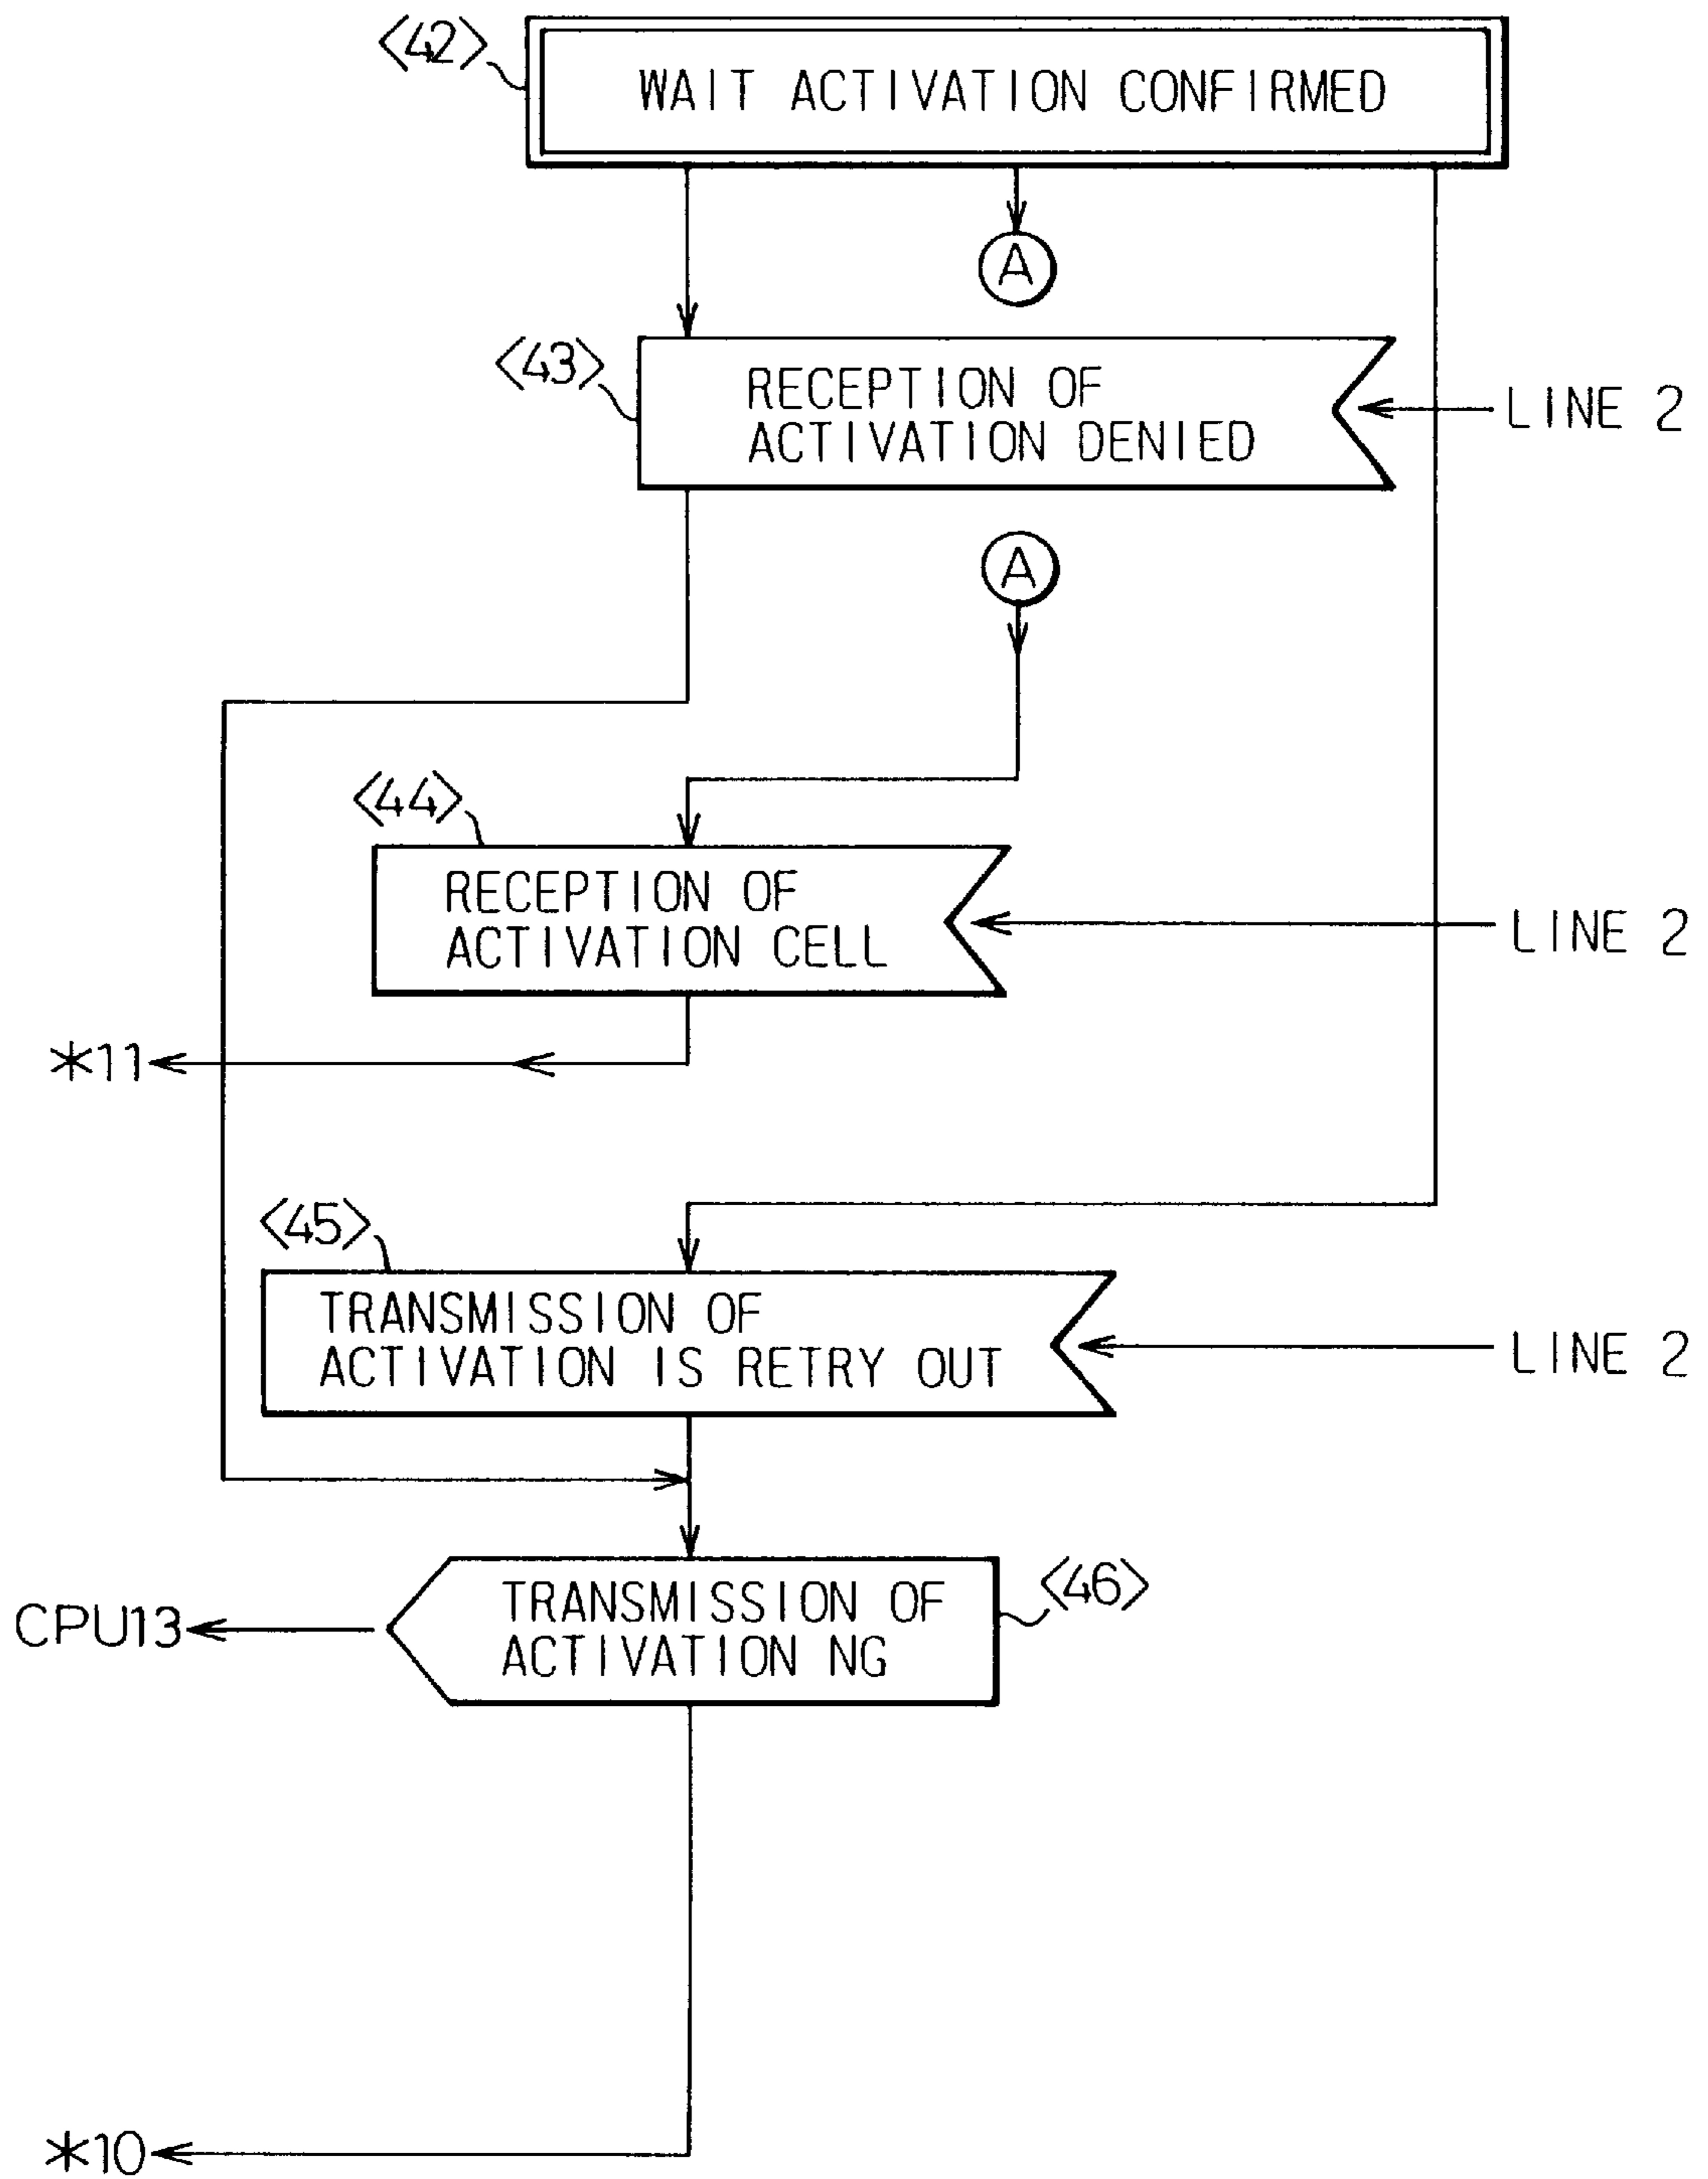 <42>
WAIT ACTIVATION CONFIRMED
A
<43>
RECEPTION OF
ACTIVATION DENIED
LINE 2
A
<44>
RECEPTION OF
ACTIVATION CELL
LINE 2
*11
<45>
TRANSMISSION OF
ACTIVATION IS RETRY OUT
LINE 2
TRANSMISSION OF
ACTIVATION NG
<46>
CPU13
*10